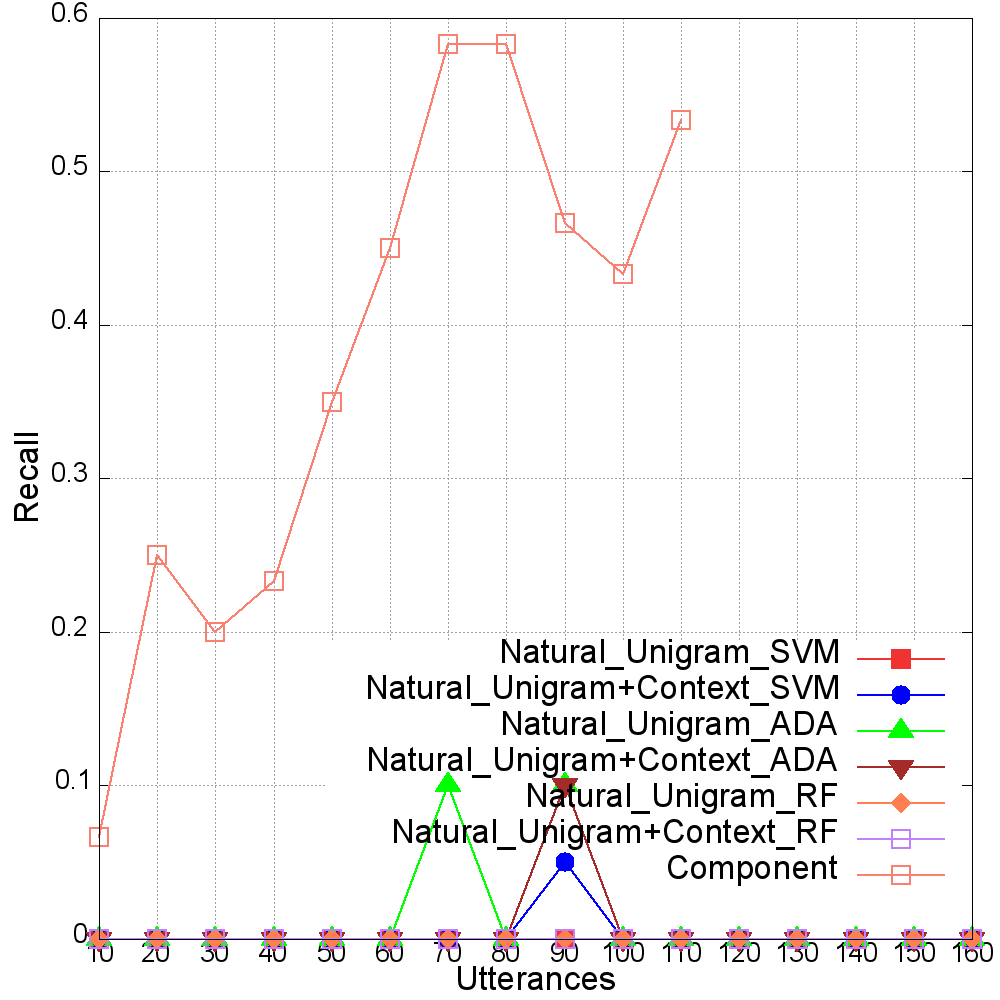 0.6
0.5
0.4
0.3
0.2
0.1
0
Recall
Natural_Unigram_SVM
Natural_Unigram+Context_SVM
Natural_Unigram_ADA
Natural_Unigram+Context_ADA
Natural_Unigram_RF
Natural_Unigram+Context_RF
Component
10 20 30 40 50 60 70 80 90 100 110 120 130 140 150 160
Utterances